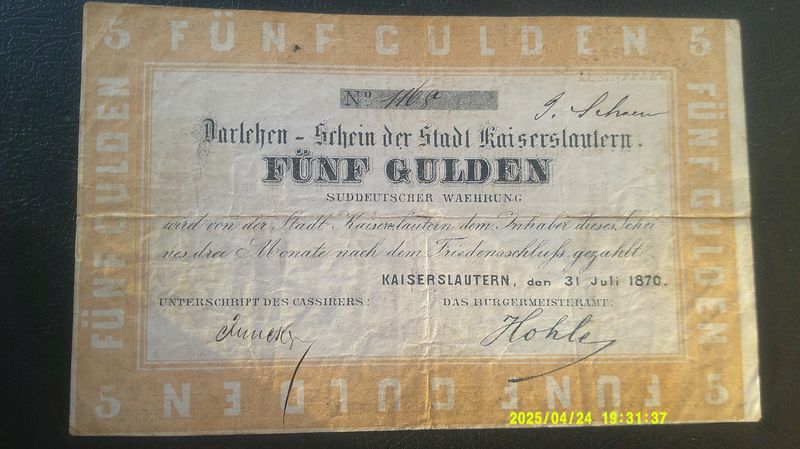 5 FÜNF GULDEN 5
FÜNF GULDEN
FÜNF GULDEN
No 1165
J. Schoen
Darlehen - Schein der Stadt Kaiserslautern.
FÜNF GULDEN
SUDDEUTSCHER WAEHRUNG
wird von der Stadt Kaiserslautern dem Inhaber dieses Schei
nes drei Monate nach dem Friedensschluß gezahlt.
KAISERSLAUTERN, den 31 Juli 1870.
UNTERSCHRIFT DES CASSIRERS: DAS BURGERMEISTERAMT:
Hohle
5 FÜNF GULDEN 5
2025/04/24 19:31:37